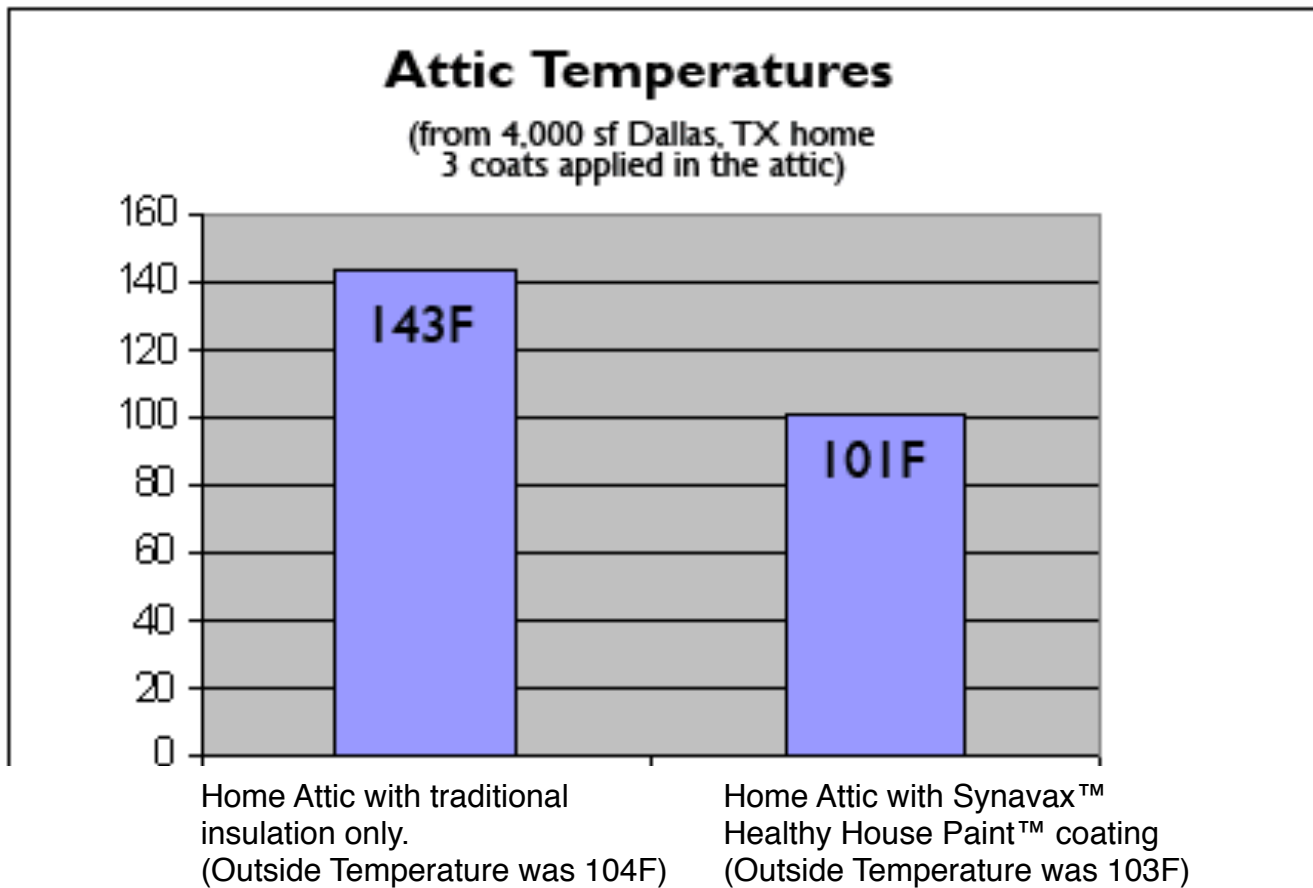 Attic Temperatures
(from 4,000 sf Dallas, TX home
3 coats applied in the attic)
160
140
120
100
80
60
40
20
0
143F
101F
Home Attic with traditional
insulation only.
(Outside Temperature was 104F)
Home Attic with Synavax™
Healthy House Paint™ coating
(Outside Temperature was 103F)